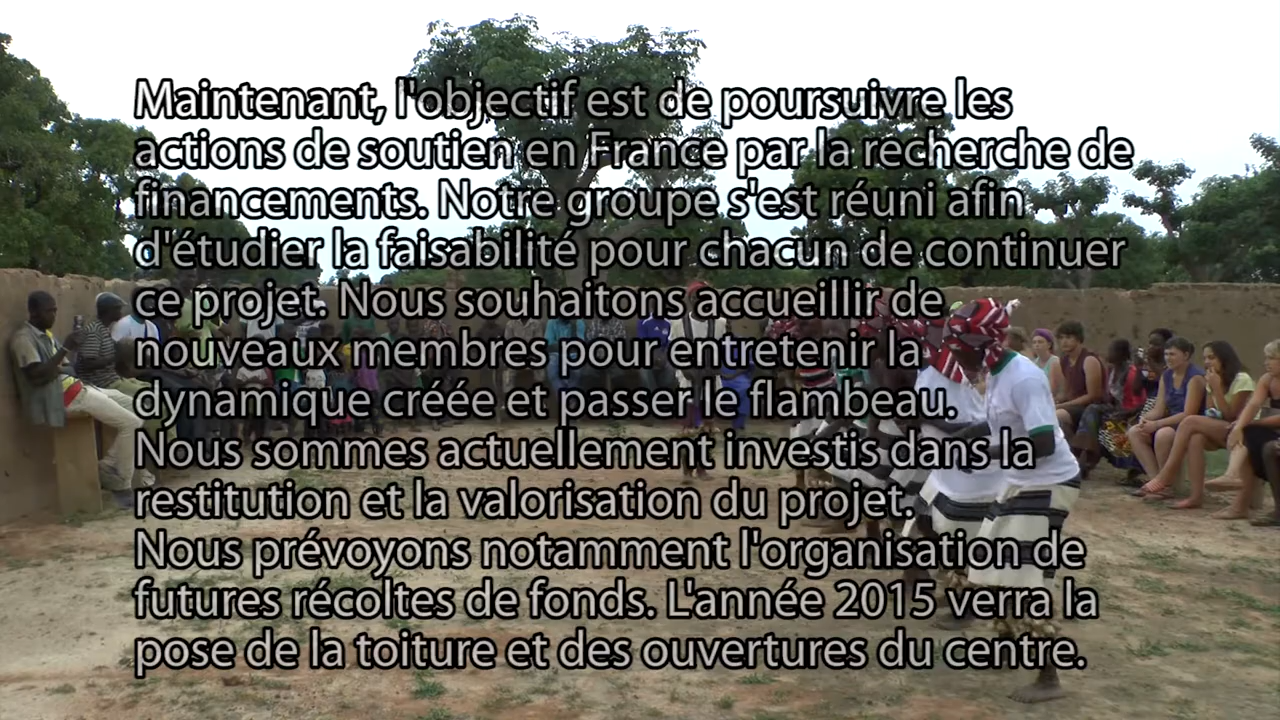 Maintenant, l'objectif est de poursuivre les
actions de soutien en France par la recherche de
financements. Notre groupe s'est réuni afin
d'étudier la faisabilité pour chacun de continuer
ce projet. Nous souhaitons accueillir de
nouveaux membres pour entretenir la
dynamique créée et passer le flambeau.
Nous sommes actuellement investis dans la
restitution et la valorisation du projet.
Nous prévoyons notamment l'organisation de
futures récoltes de fonds. L'année 2015 verra la
pose de la toiture et des ouvertures du centre.